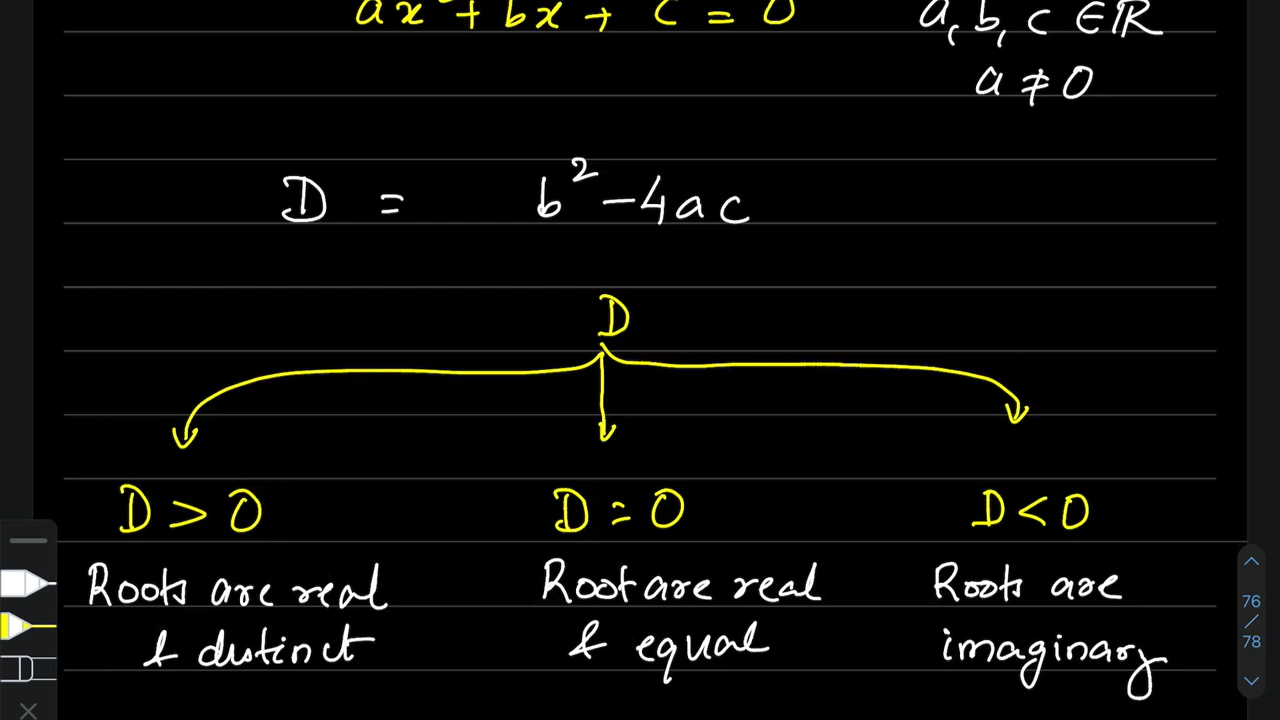 ax² + bx + c = 0 a, b, c ∈ ℝ
a ≠ 0
D = b² - 4ac
D
D > 0 D = 0 D < 0
Roots are real Root are real Roots are
& distinct & equal imaginary
76
/
78